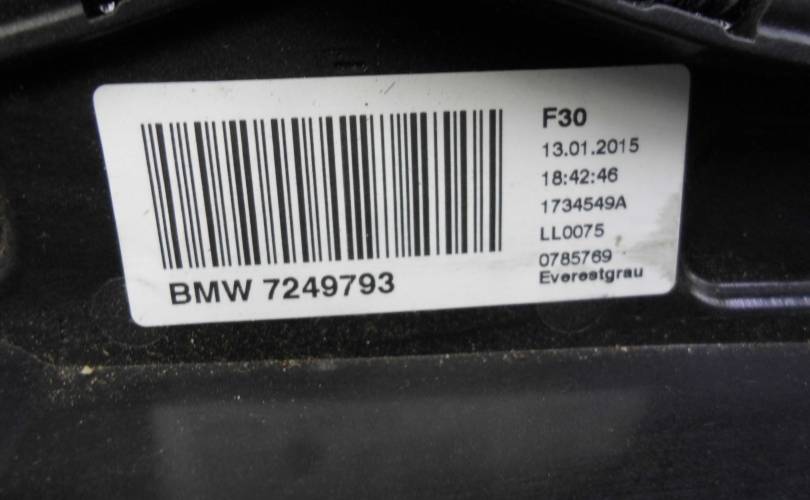 F30
13.01.2015
18:42:46
1734549A
LL0075
0785769
Everestgrau
BMW 7249793